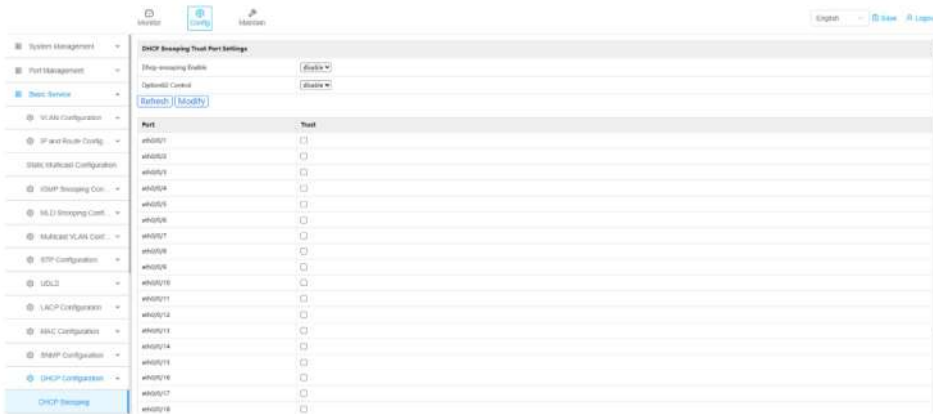 Monitor
Config
Maintain
English
Save
Logou
System Management
Port Management
Basic Service
VLAN Configuration
IP and Route Config...
Static Multicast Configuration
IGMP Snooping Con...
MLD Snooping Confi...
Multicast VLAN Conf...
STP Configuration
UDLD
LACP Configuration
MAC Configuration
SNMP Configuration
DHCP Configuration
DHCP Snooping
DHCP Snooping Trust Port Settings
Dhcp-snooping Enable disable
Option82 Control disable
Refresh Modify
Port Trust
eth0/0/1
eth0/0/2
eth0/0/3
eth0/0/4
eth0/0/5
eth0/0/6
eth0/0/7
eth0/0/8
eth0/0/9
eth0/0/10
eth0/0/11
eth0/0/12
eth0/0/13
eth0/0/14
eth0/0/15
eth0/0/16
eth0/0/17
eth0/0/18